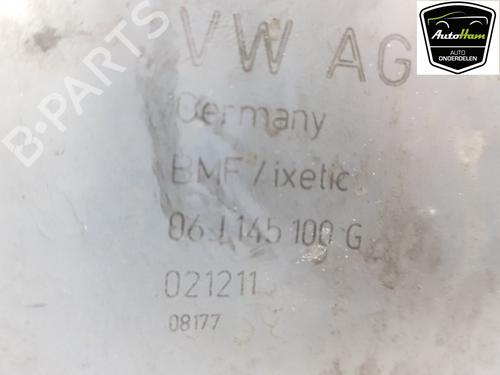 VW AG
Germany
BMF/ixetic
06J 145 100 G
021211
08177
B-PARTS
AutoHam
AUTO
ONDERDELEN